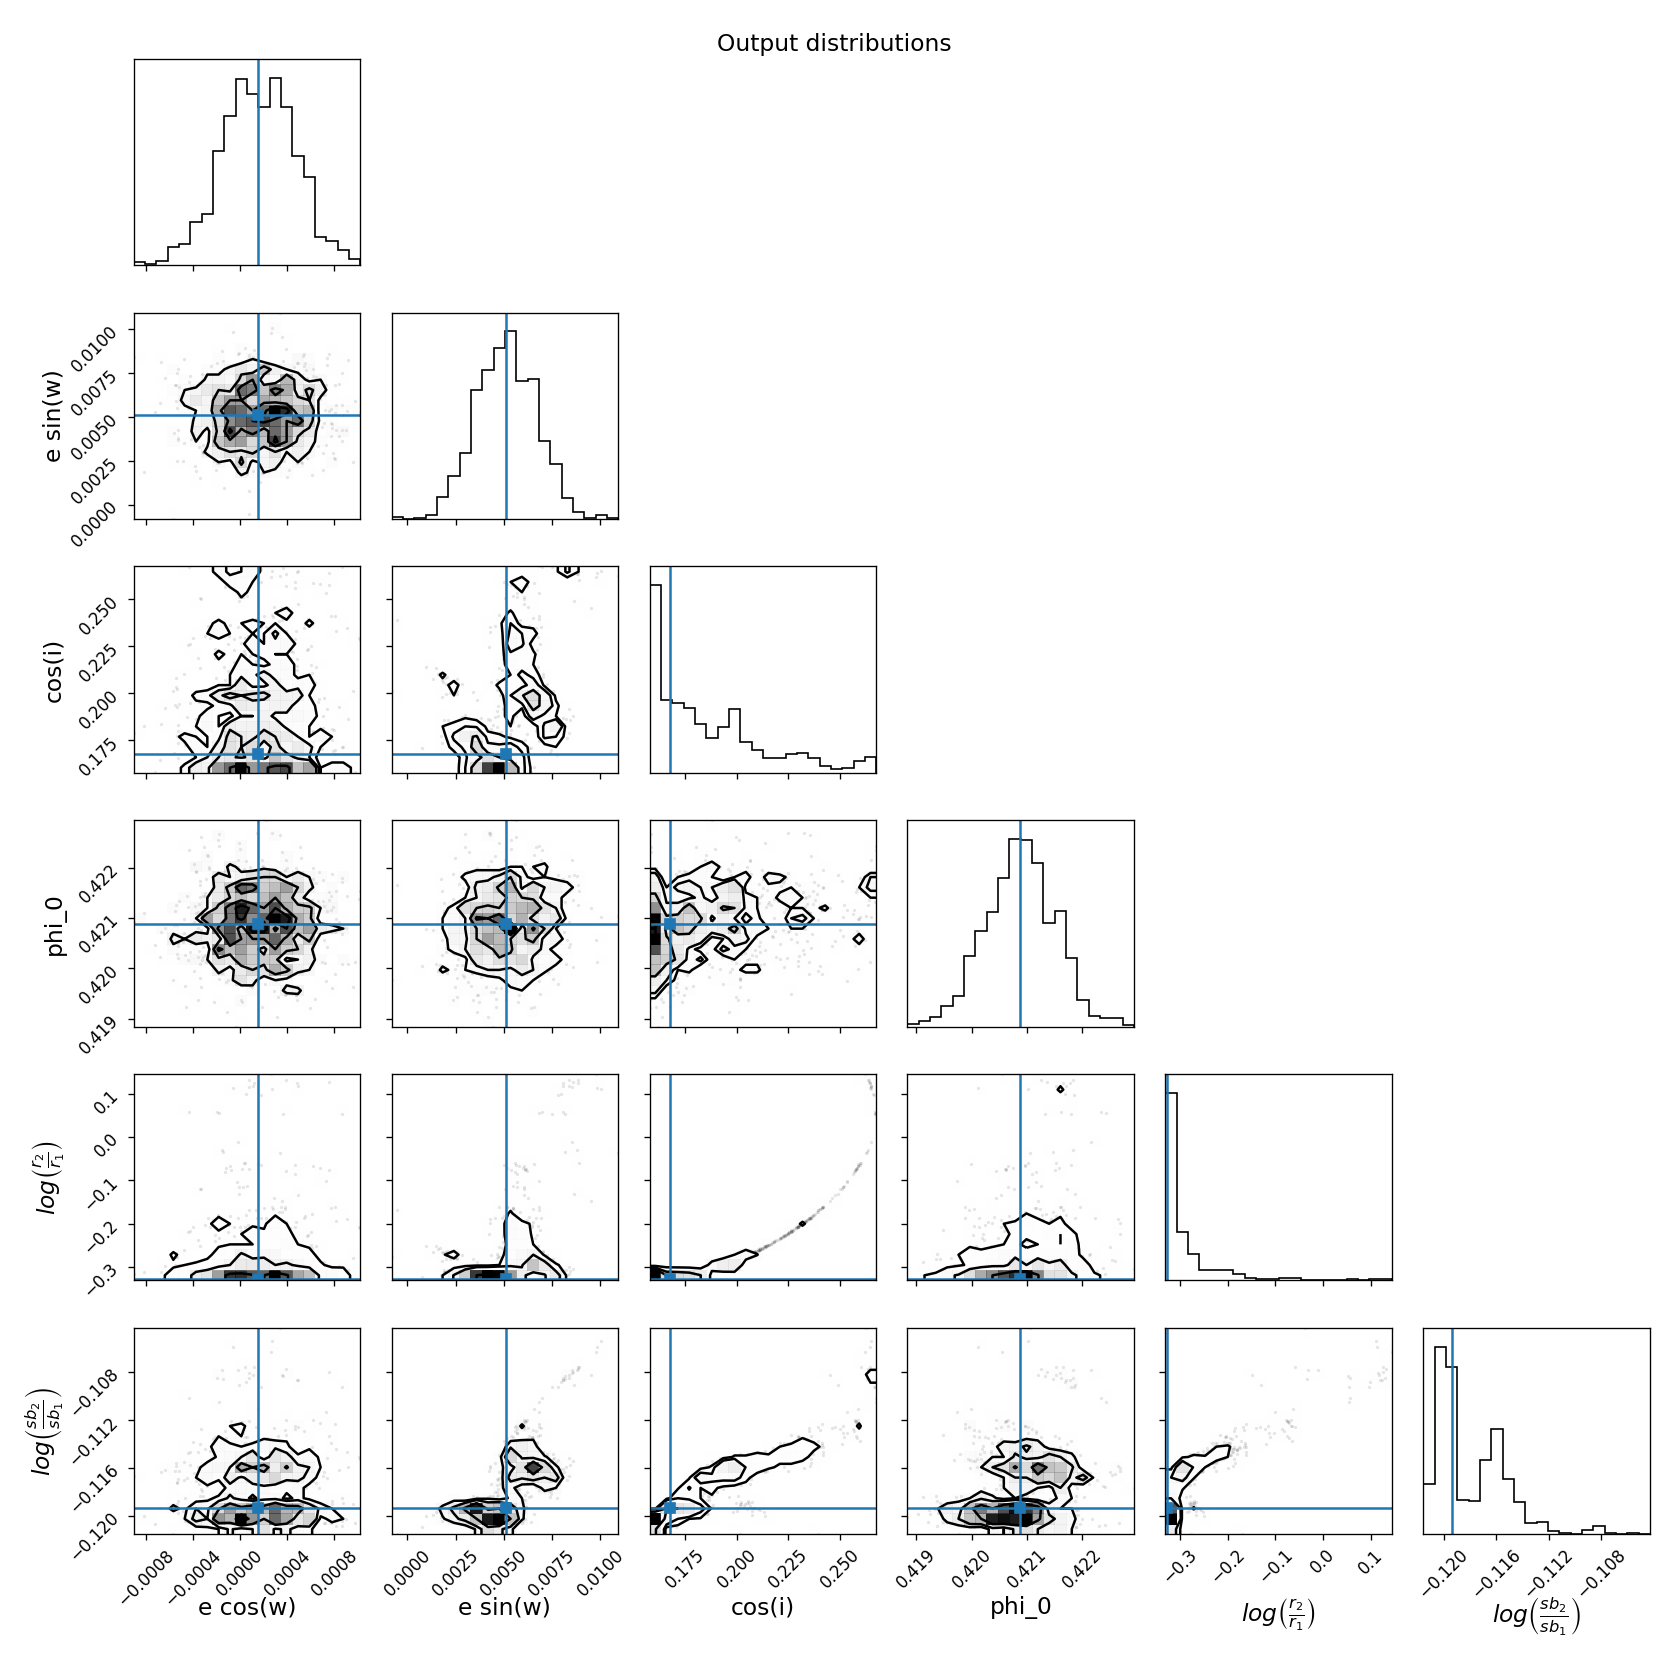 Output distributions
e sin(w)
0.0100
0.0075
0.0050
0.0025
0.0000
cos(i)
0.250
0.225
0.200
0.175
phi_0
0.422
0.421
0.420
0.419
log(r2/r1)
0.1
0.0
−0.1
−0.2
−0.3
log(sb2/sb1)
−0.108
−0.112
−0.116
−0.120
−0.0008 −0.0004 0.0000 0.0004 0.0008
0.0000 0.0025 0.0050 0.0075 0.0100
0.175 0.200 0.225 0.250
0.419 0.420 0.421 0.422
−0.3 −0.2 −0.1 0.0 0.1
−0.120 −0.116 −0.112 −0.108
e cos(w)
e sin(w)
cos(i)
phi_0
log(r2/r1)
log(sb2/sb1)